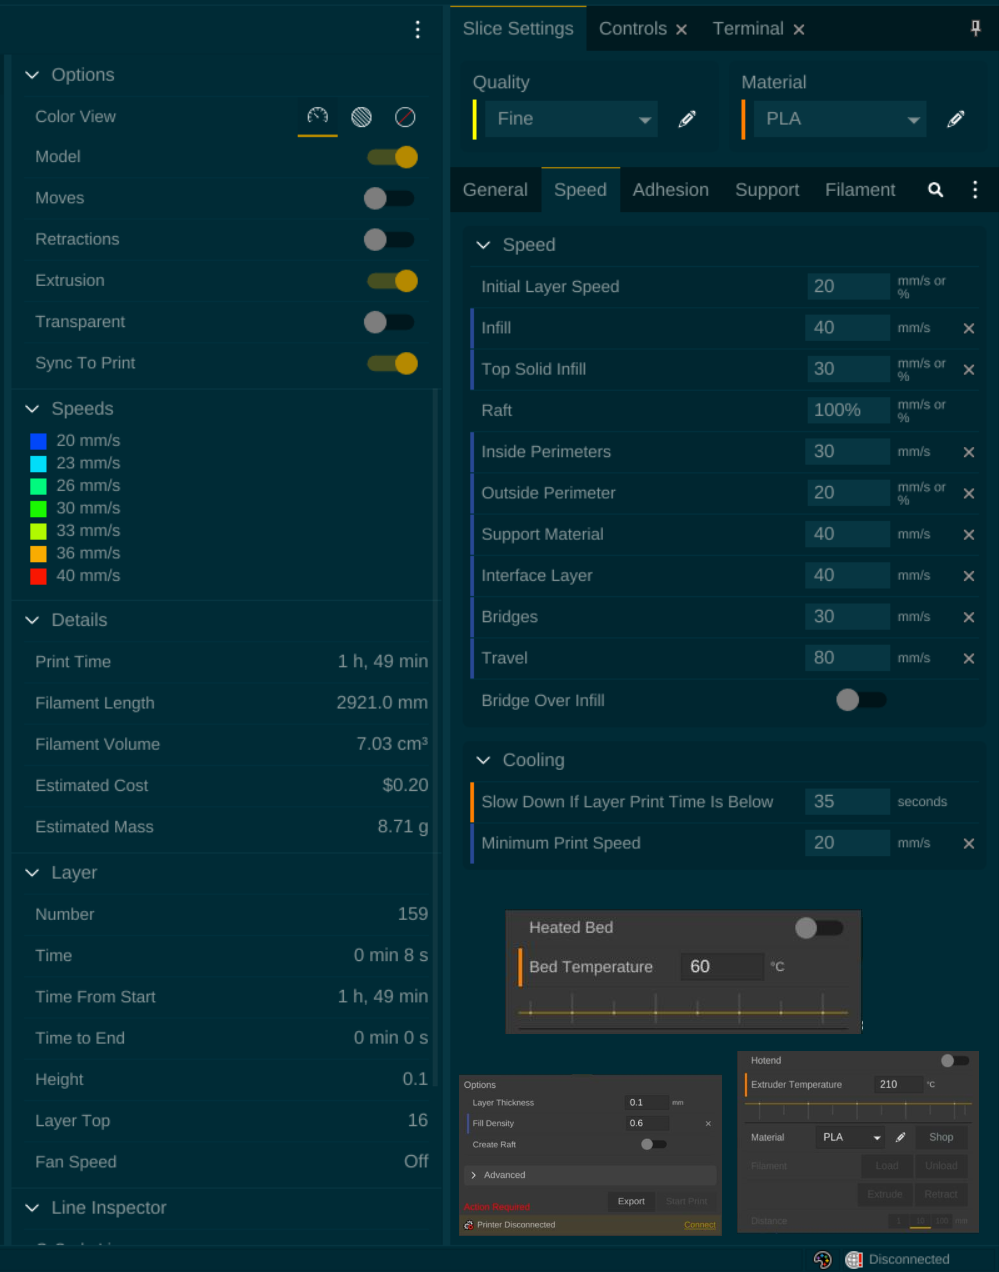 Slice Settings Controls × Terminal ×
Options
Color View
Model
Moves
Retractions
Extrusion
Transparent
Sync To Print
Speeds
20 mm/s
23 mm/s
26 mm/s
30 mm/s
33 mm/s
36 mm/s
40 mm/s
Details
Print Time 1 h, 49 min
Filament Length 2921.0 mm
Filament Volume 7.03 cm³
Estimated Cost $0.20
Estimated Mass 8.71 g
Layer
Number 159
Time 0 min 8 s
Time From Start 1 h, 49 min
Time to End 0 min 0 s
Height 0.1
Layer Top 16
Fan Speed Off
Line Inspector
Quality Material
Fine PLA
General Speed Adhesion Support Filament
Speed
Initial Layer Speed 20 mm/s or %
Infill 40 mm/s ×
Top Solid Infill 30 mm/s or % ×
Raft 100% mm/s or %
Inside Perimeters 30 mm/s ×
Outside Perimeter 20 mm/s or % ×
Support Material 40 mm/s ×
Interface Layer 40 mm/s ×
Bridges 30 mm/s ×
Travel 80 mm/s ×
Bridge Over Infill
Cooling
Slow Down If Layer Print Time Is Below 35 seconds
Minimum Print Speed 20 mm/s ×
Heated Bed
Bed Temperature 60 °C
Options
Layer Thickness 0.1 mm
Fill Density 0.6 ×
Create Raft
Advanced
Export Start Print
Action Required
Printer Disconnected Connect
Hotend
Extruder Temperature 210 °C
Material PLA Shop
Filament Load Unload
Extrude Retract
Distance 1 10 100 mm
Disconnected